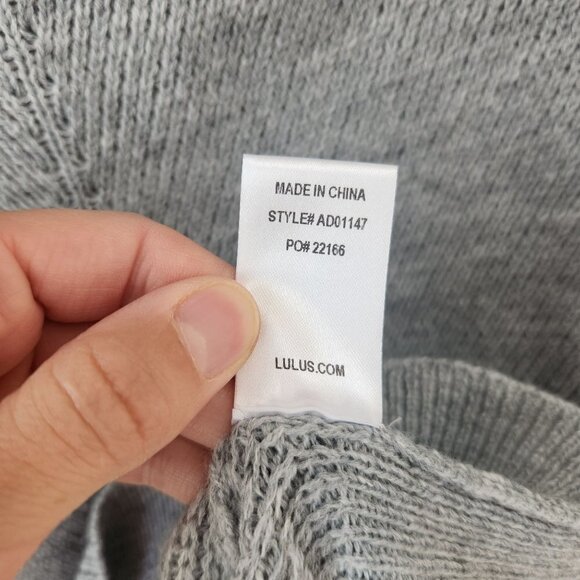 MADE IN CHINA
STYLE# AD01147
PO# 22166
LULUS.COM